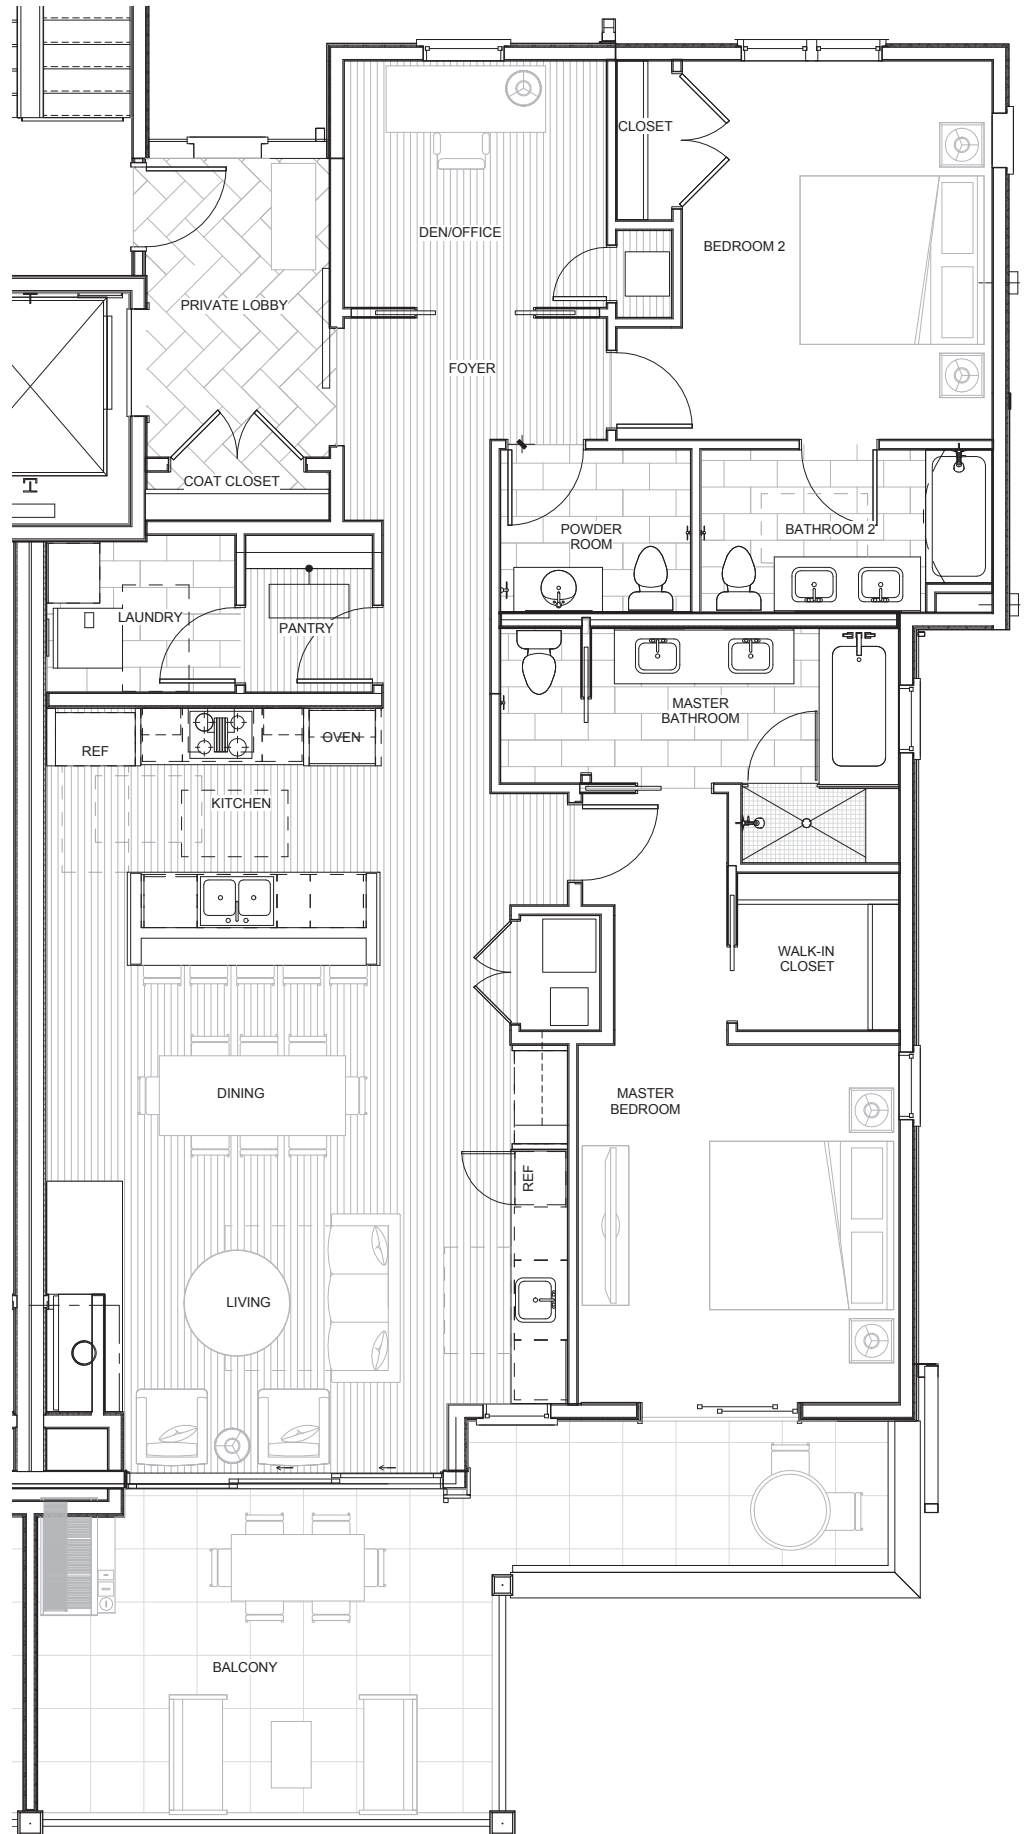 CLOSET
DEN/OFFICE
BEDROOM 2
PRIVATE LOBBY
FOYER
COAT CLOSET
POWDER
ROOM
BATHROOM 2
LAUNDRY
PANTRY
MASTER
BATHROOM
REF
OVEN
KITCHEN
WALK-IN
CLOSET
DINING
MASTER
BEDROOM
REF
LIVING
BALCONY